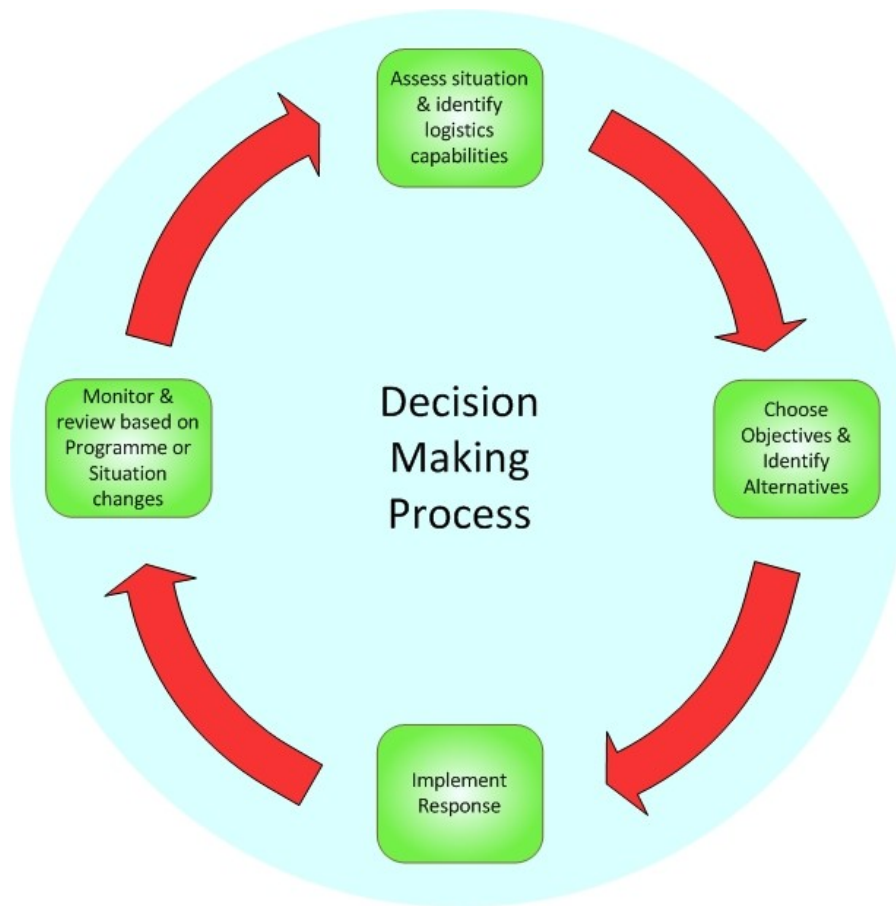 Assess situation
& identify
logistics
capabilities
Choose
Objectives &
Identify
Alternatives
Implement
Response
Monitor &
review based on
Programme or
Situation
changes
Decision
Making
Process